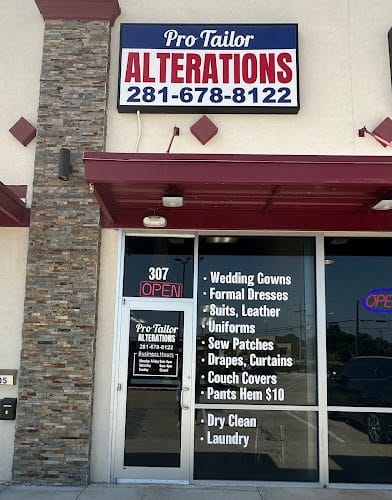 Pro Tailor
ALTERATIONS
281-678-8122
307
OPEN
Pro Tailor
ALTERATIONS
281-678-8122
Business Hours
· Wedding Gowns
· Formal Dresses
· Suits, Leather
· Uniforms
· Sew Patches
· Drapes, Curtains
· Couch Covers
· Pants Hem $10
· Dry Clean
· Laundry
OPE